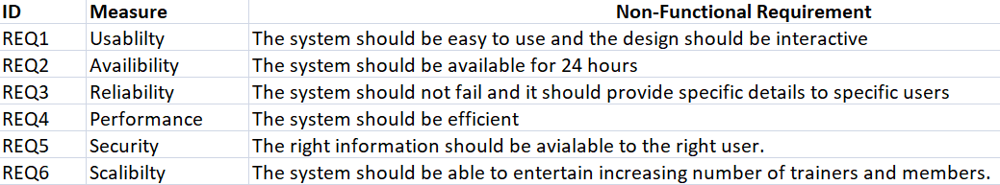 ID Measure Non-Functional Requirement
REQ1 Usablilty The system should be easy to use and the design should be interactive
REQ2 Availibility The system should be available for 24 hours
REQ3 Reliability The system should not fail and it should provide specific details to specific users
REQ4 Performance The system should be efficient
REQ5 Security The right information should be avialable to the right user.
REQ6 Scalibilty The system should be able to entertain increasing number of trainers and members.